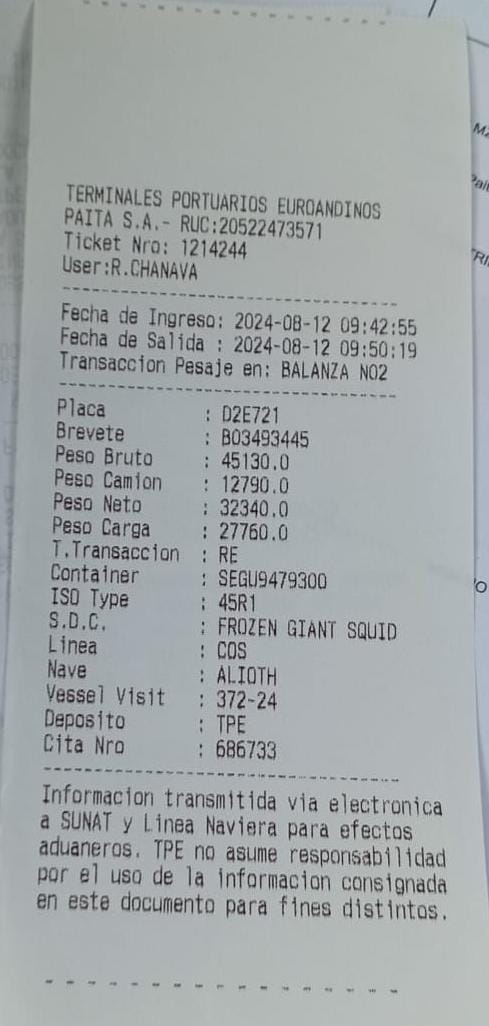 TERMINALES PORTUARIOS EUROANDINOS
PAITA S.A.- RUC:20522473571
Ticket Nro: 1214244
User:R.CHANAVA
Fecha de Ingreso: 2024-08-12 09:42:55
Fecha de Salida : 2024-08-12 09:50:19
Transaccion Pesaje en: BALANZA NO2
Placa : D2E721
Brevete : B03493445
Peso Bruto : 45130.0
Peso Camion : 12790.0
Peso Neto : 32340.0
Peso Carga : 27760.0
T.Transaccion : RE
Container : SEGU9479300
ISO Type : 45R1
S.D.C. : FROZEN GIANT SQUID
Linea : COS
Nave : ALIOTH
Vessel Visit : 372-24
Deposito : TPE
Cita Nro : 686733
Informacion transmitida via electronica
a SUNAT y Linea Naviera para efectos
aduaneros. TPE no asume responsabilidad
por el uso de la informacion consignada
en este documento para fines distintos.